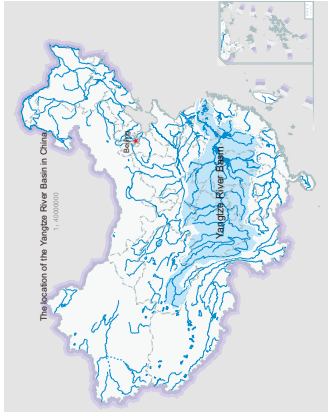 The location of the Yangtze River Basin in China
1: 40000000
Beijing
Yangtze River Basin